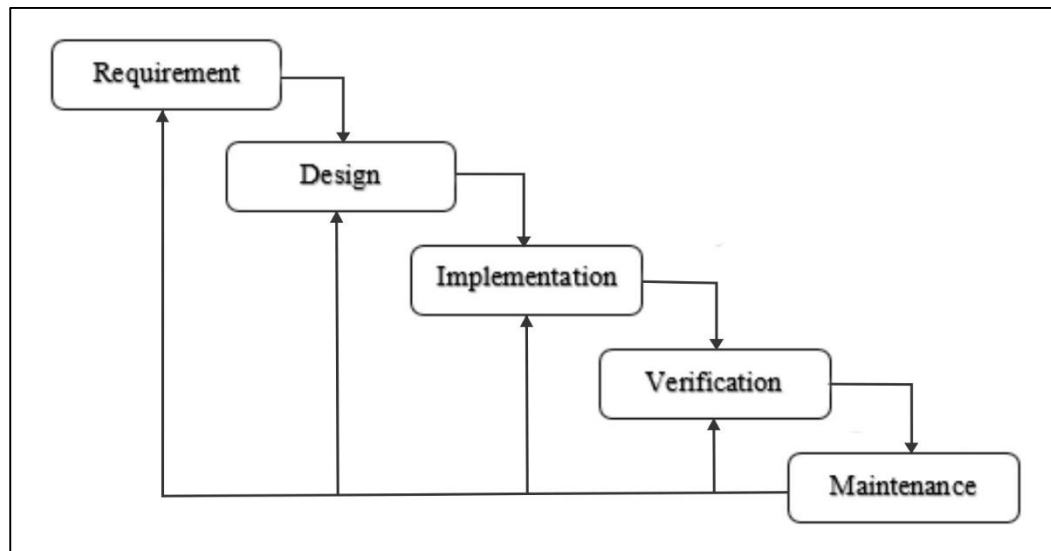 Requirement
Design
Implementation
Verification
Maintenance